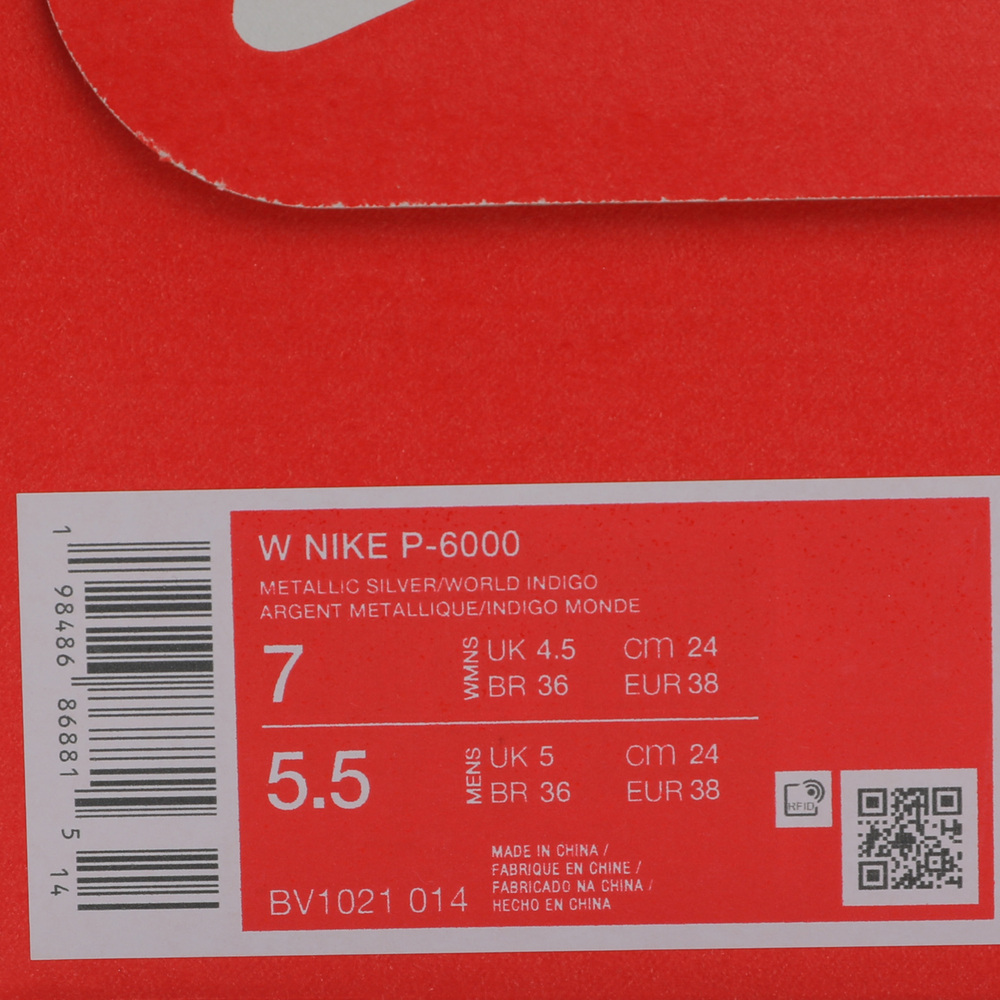 W NIKE P-6000
METALLIC SILVER/WORLD INDIGO
ARGENT METALLIQUE/INDIGO MONDE
7
WMNS
UK 4.5 cm 24
BR 36 EUR 38
5.5
MENS
UK 5 cm 24
BR 36 EUR 38
MADE IN CHINA /
FABRIQUE EN CHINE /
FABRICADO NA CHINA /
HECHO EN CHINA
BV1021 014
RFID
1 98486 86881 5 14